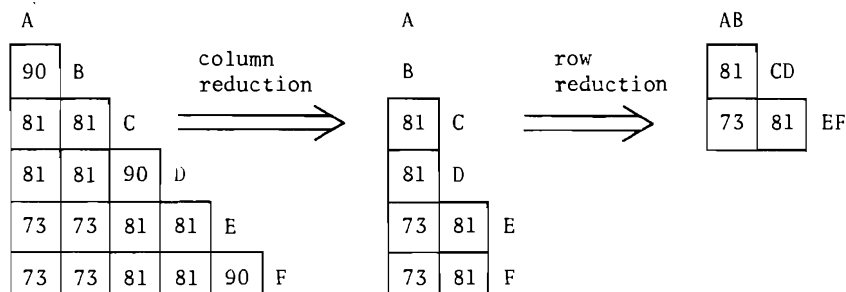 A
90 B
81 81 C
81 81 90 D
73 73 81 81 E
73 73 81 81 90 F
column
reduction
A
B
81 C
81 D
73 81 E
73 81 F
row
reduction
AB
81 CD
73 81 EF